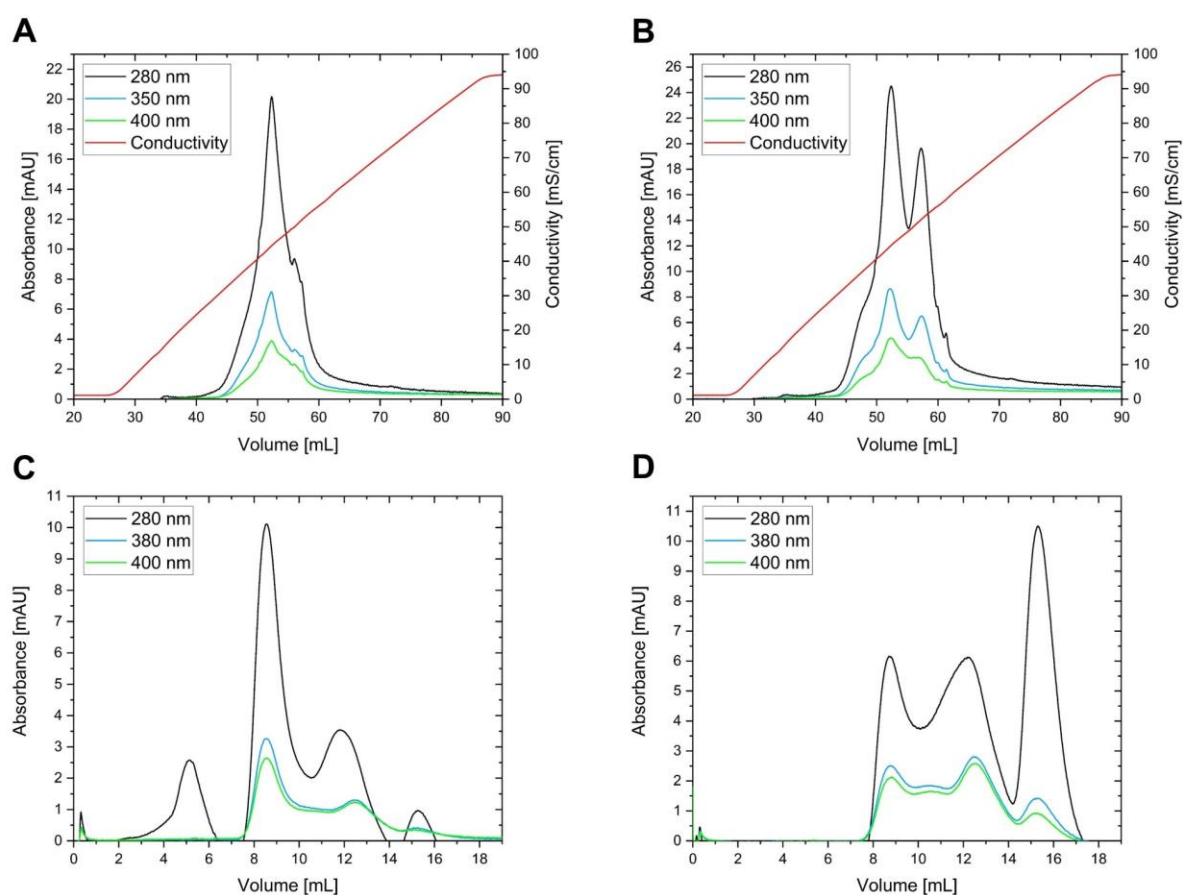 A
22
20
18
16
14
12
10
8
6
4
2
0
Absorbance [mAU]
280 nm
350 nm
400 nm
Conductivity
100
90
80
70
60
50
40
30
20
10
0
Conductivity [mS/cm]
20 30 40 50 60 70 80 90
Volume [mL]
B
26
24
22
20
18
16
14
12
10
8
6
4
2
0
Absorbance [mAU]
280 nm
350 nm
400 nm
Conductivity
100
90
80
70
60
50
40
30
20
10
0
Conductivity [mS/cm]
20 30 40 50 60 70 80 90
Volume [mL]
C
11
10
9
8
7
6
5
4
3
2
1
0
Absorbance [mAU]
280 nm
380 nm
400 nm
0 2 4 6 8 10 12 14 16 18
Volume [mL]
D
11
10
9
8
7
6
5
4
3
2
1
0
Absorbance [mAU]
280 nm
380 nm
400 nm
0 2 4 6 8 10 12 14 16 18
Volume [mL]